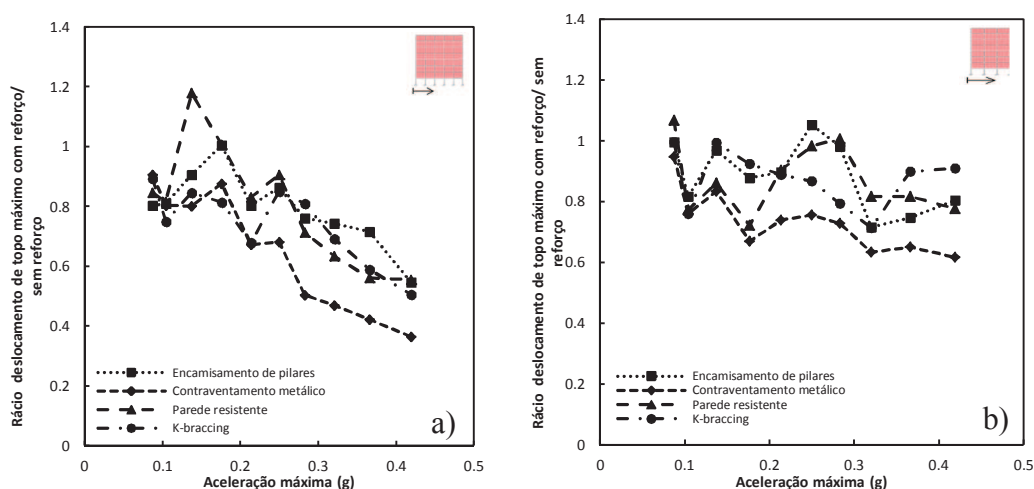 Rácio deslocamento de topo máximo com reforço/
sem reforço
1.4
1.2
1
0.8
0.6
0.4
0.2
0
Encamisamento de pilares
Contraventamento metálico
Parede resistente
K-braccing
a)
0
0.1
0.2
0.3
0.4
0.5
Aceleração máxima (g)
Rácio deslocamento de topo máximo com reforço/ sem
reforço
1.4
1.2
1
0.8
0.6
0.4
0.2
0
Encamisamento de pilares
Contraventamento metálico
Parede resistente
K-braccing
b)
0
0.1
0.2
0.3
0.4
0.5
Aceleração máxima (g)